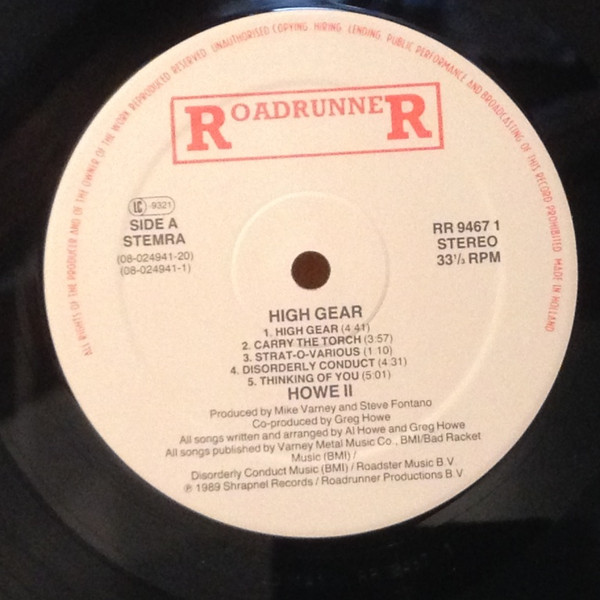 ALL RIGHTS OF THE PRODUCER AND OF THE OWNER OF THE WORK REPRODUCED RESERVED. UNAUTHORISED COPYING, HIRING, LENDING, PUBLIC PERFORMANCE AND BROADCASTING OF THIS RECORD PROHIBITED MADE IN HOLLAND
ROADRUNNER
LC 9321
SIDE A
STEMRA
(08-024941-20)
(08-024941-1)
RR 9467 1
STEREO
33⅓ RPM
HIGH GEAR
1. HIGH GEAR (4:41)
2. CARRY THE TORCH (3:57)
3. STRAT-O-VARIOUS (1:10)
4. DISORDERLY CONDUCT (4:31)
5. THINKING OF YOU (5:01)
HOWE II
Produced by Mike Varney and Steve Fontano
Co-produced by Greg Howe
All songs written and arranged by Al Howe and Greg Howe
All songs published by Varney Metal Music Co., BMI/Bad Racket
Music (BMI) /
Disorderly Conduct Music (BMI) / Roadster Music B.V.
℗ 1989 Shrapnel Records / Roadrunner Productions B.V.